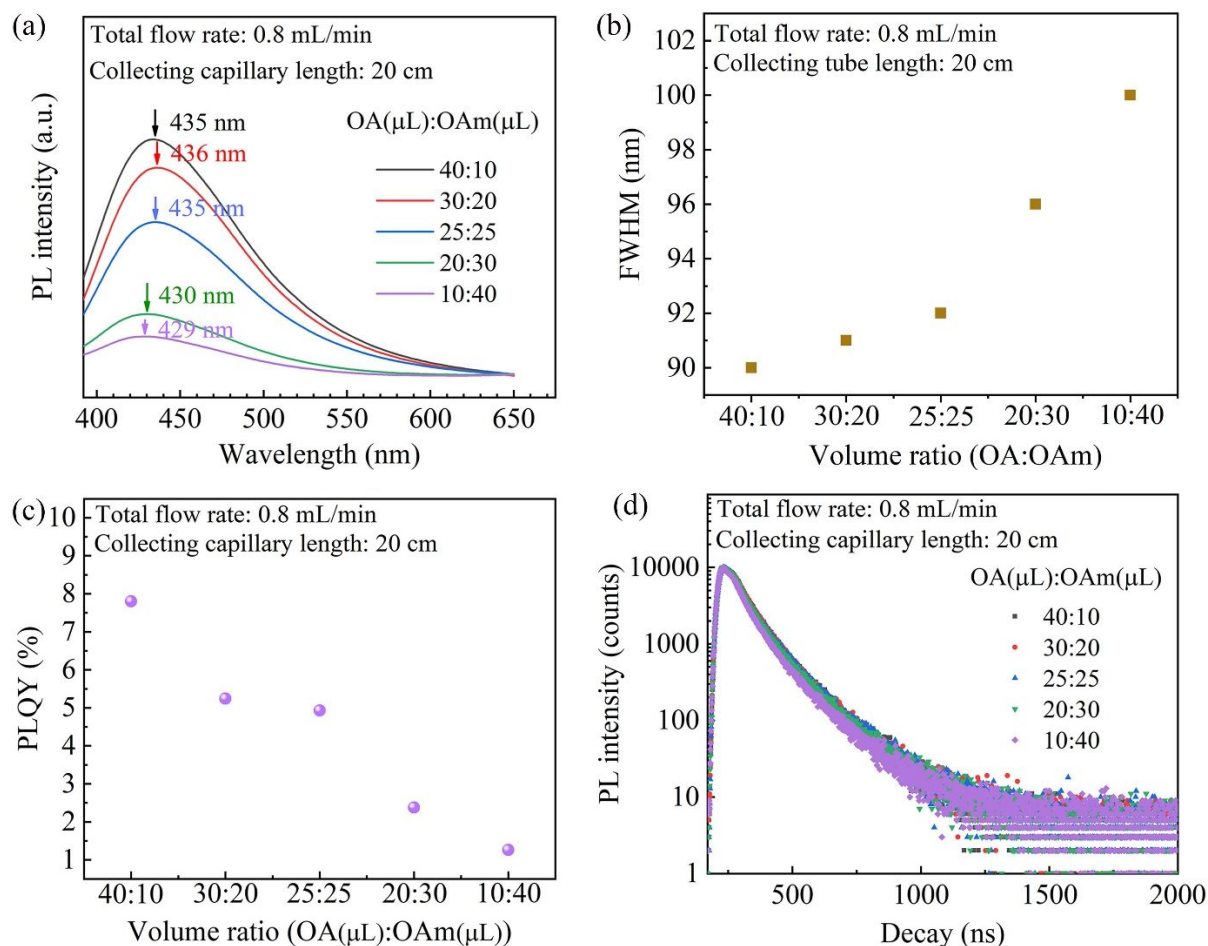 (a)
Total flow rate: 0.8 mL/min
Collecting capillary length: 20 cm
OA(μL):OAm(μL)
40:10
30:20
25:25
20:30
10:40
435 nm
436 nm
435 nm
430 nm
429 nm
PL intensity (a.u.)
400 450 500 550 600 650
Wavelength (nm)
(b)
Total flow rate: 0.8 mL/min
Collecting tube length: 20 cm
FWHM (nm)
102
100
98
96
94
92
90
40:10 30:20 25:25 20:30 10:40
Volume ratio (OA:OAm)
(c)
Total flow rate: 0.8 mL/min
Collecting capillary length: 20 cm
PLQY (%)
10
9
8
7
6
5
4
3
2
1
40:10 30:20 25:25 20:30 10:40
Volume ratio (OA(μL):OAm(μL))
(d)
Total flow rate: 0.8 mL/min
Collecting capillary length: 20 cm
OA(μL):OAm(μL)
40:10
30:20
25:25
20:30
10:40
PL intensity (counts)
10000
1000
100
10
1
500 1000 1500 2000
Decay (ns)